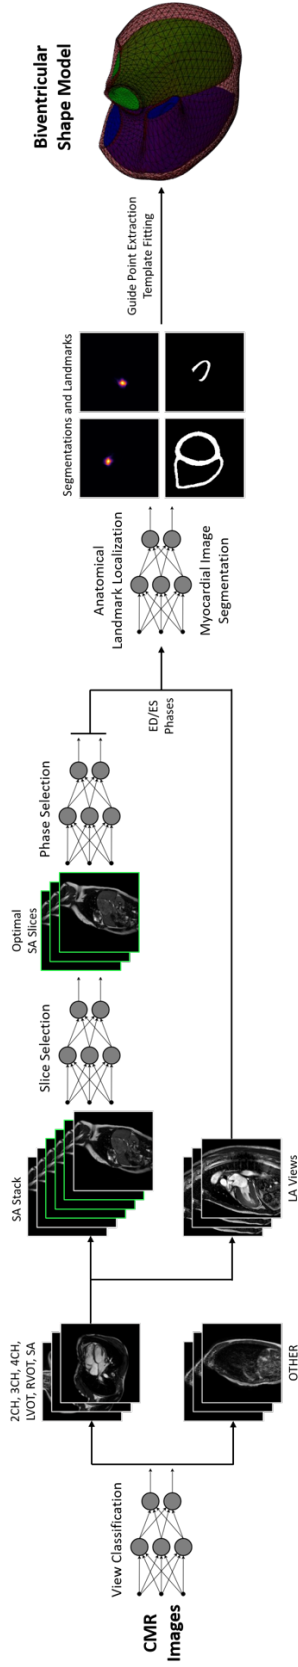 CMR
Images
View Classification
2CH, 3CH, 4CH,
LVOT, RVOT, SA
OTHER
SA Stack
LA Views
Slice Selection
Optimal
SA Slices
Phase Selection
ED/ES
Phases
Anatomical
Landmark Localization
Myocardial Image
Segmentation
Segmentations and Landmarks
Guide Point Extraction
Template Fitting
Biventricular
Shape Model